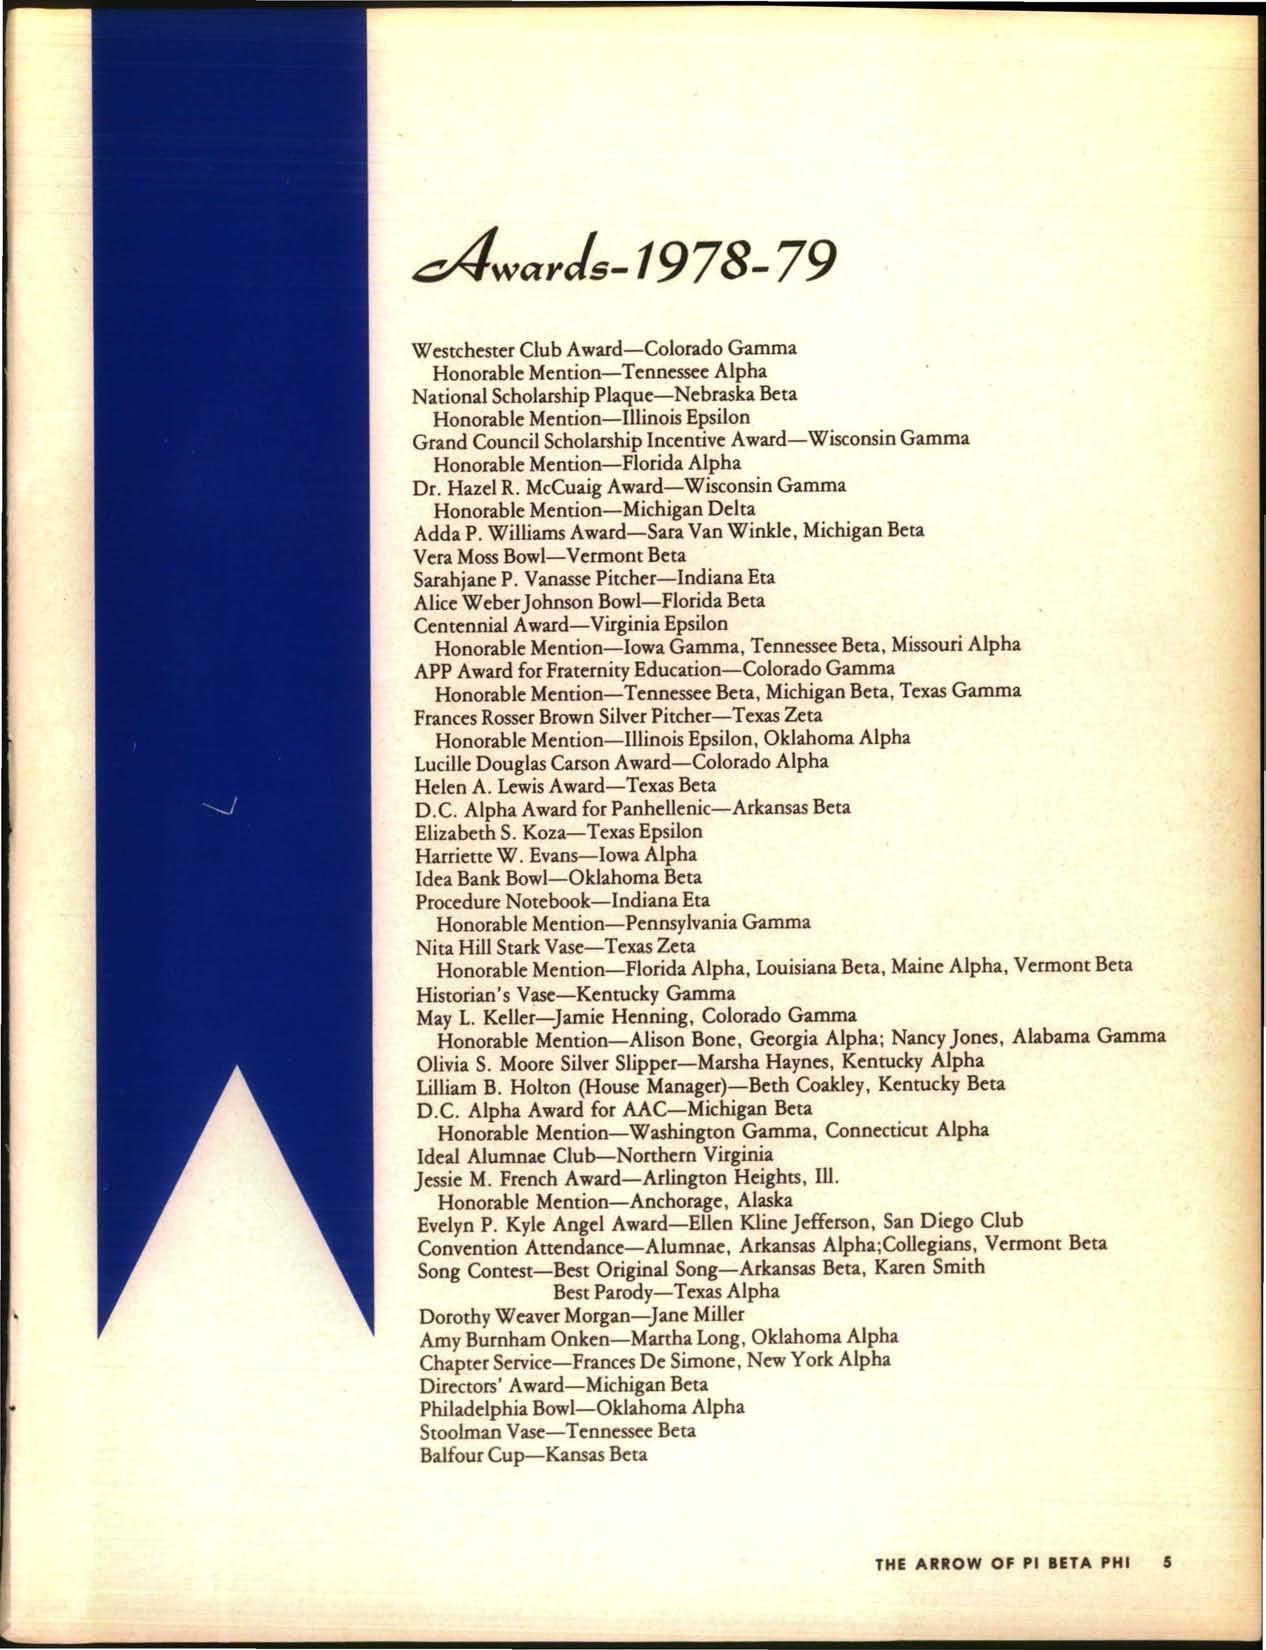 Awards-1978-79
Westchester Club Award—Colorado Gamma
Honorable Mention—Tennessee Alpha
National Scholarship Plaque—Nebraska Beta
Honorable Mention—Illinois Epsilon
Grand Council Scholarship Incentive Award—Wisconsin Gamma
Honorable Mention—Florida Alpha
Dr. Hazel R. McCuaig Award—Wisconsin Gamma
Honorable Mention—Michigan Delta
Adda P. Williams Award—Sara Van Winkle, Michigan Beta
Vera Moss Bowl—Vermont Beta
Sarahjane P. Vanasse Pitcher—Indiana Eta
Alice Weber Johnson Bowl—Florida Beta
Centennial Award—Virginia Epsilon
Honorable Mention—Iowa Gamma, Tennessee Beta, Missouri Alpha
APP Award for Fraternity Education—Colorado Gamma
Honorable Mention—Tennessee Beta, Michigan Beta, Texas Gamma
Frances Rosser Brown Silver Pitcher—Texas Zeta
Honorable Mention—Illinois Epsilon, Oklahoma Alpha
Lucille Douglas Carson Award—Colorado Alpha
Helen A. Lewis Award—Texas Beta
D.C. Alpha Award for Panhellenic—Arkansas Beta
Elizabeth S. Koza—Texas Epsilon
Harriette W. Evans—Iowa Alpha
Idea Bank Bowl—Oklahoma Beta
Procedure Notebook—Indiana Eta
Honorable Mention—Pennsylvania Gamma
Nita Hill Stark Vase—Texas Zeta
Honorable Mention—Florida Alpha, Louisiana Beta, Maine Alpha, Vermont Beta
Historian's Vase—Kentucky Gamma
May L. Keller—Jamie Henning, Colorado Gamma
Honorable Mention—Alison Bone, Georgia Alpha; Nancy Jones, Alabama Gamma
Olivia S. Moore Silver Slipper—Marsha Haynes, Kentucky Alpha
Lilliam B. Holton (House Manager)—Beth Coakley, Kentucky Beta
D.C. Alpha Award for AAC—Michigan Beta
Honorable Mention—Washington Gamma, Connecticut Alpha
Ideal Alumnae Club—Northern Virginia
Jessie M. French Award—Arlington Heights, Ill.
Honorable Mention—Anchorage, Alaska
Evelyn P. Kyle Angel Award—Ellen Kline Jefferson, San Diego Club
Convention Attendance—Alumnae, Arkansas Alpha;Collegians, Vermont Beta
Song Contest—Best Original Song—Arkansas Beta, Karen Smith
Best Parody—Texas Alpha
Dorothy Weaver Morgan—Jane Miller
Amy Burnham Onken—Martha Long, Oklahoma Alpha
Chapter Service—Frances De Simone, New York Alpha
Directors' Award—Michigan Beta
Philadelphia Bowl—Oklahoma Alpha
Stoolman Vase—Tennessee Beta
Balfour Cup—Kansas Beta
THE ARROW OF PI BETA PHI 5